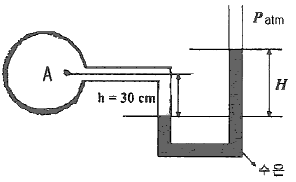 P atm
A
h = 30 cm
H
수은